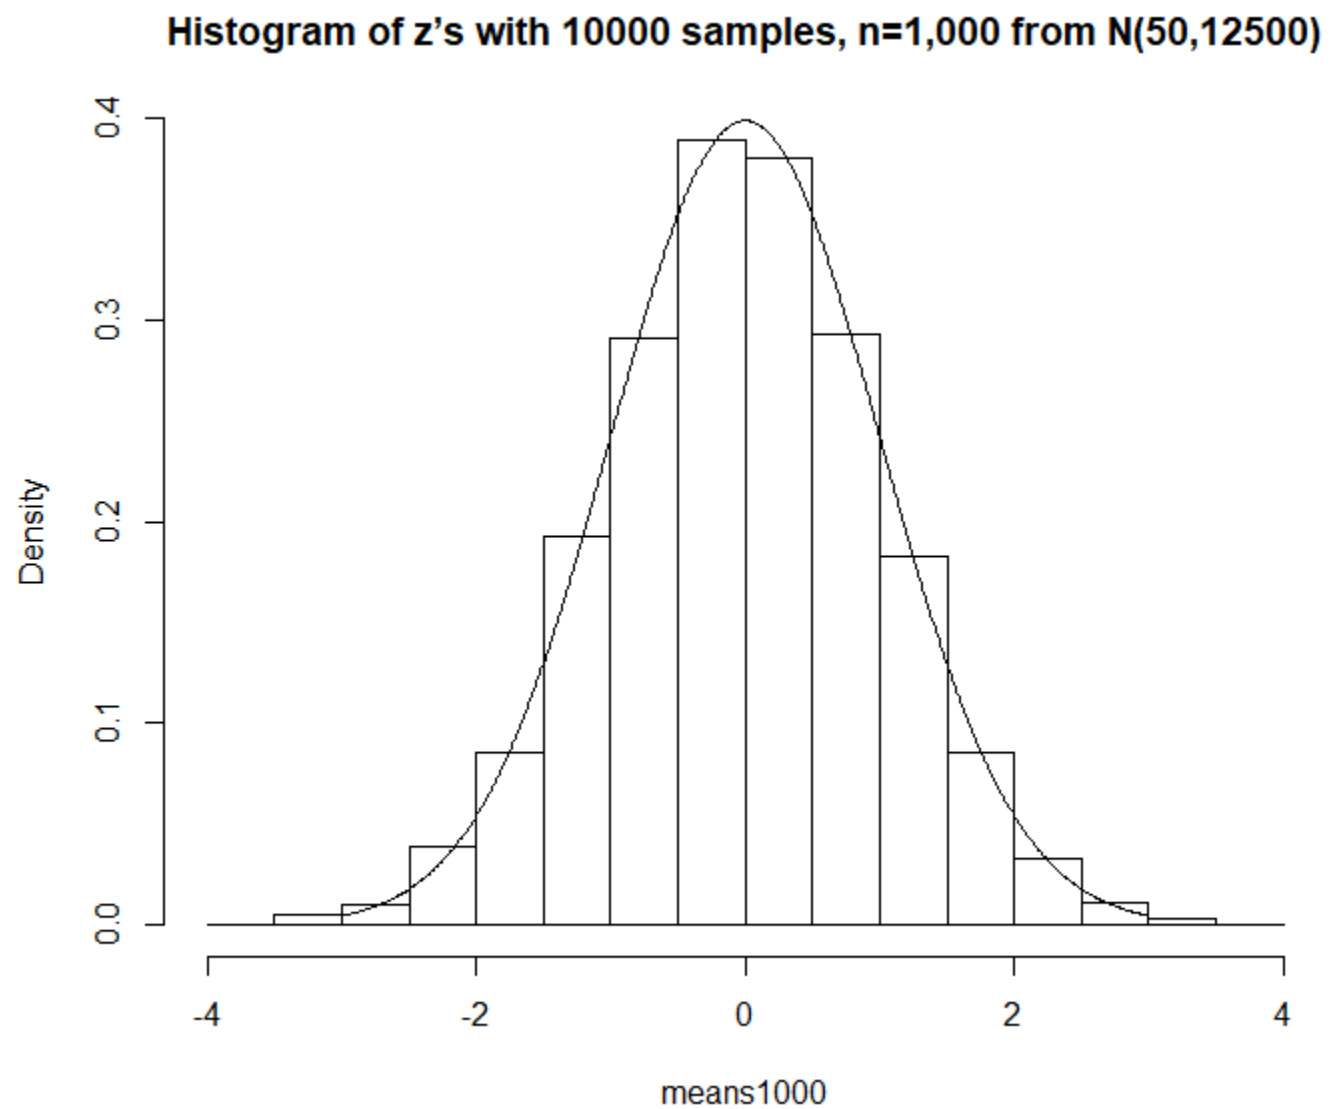 Histogram of z’s with 10000 samples, n=1,000 from N(50,12500)
0.4
0.3
0.2
0.1
0.0
Density
-4 -2 0 2 4
means1000